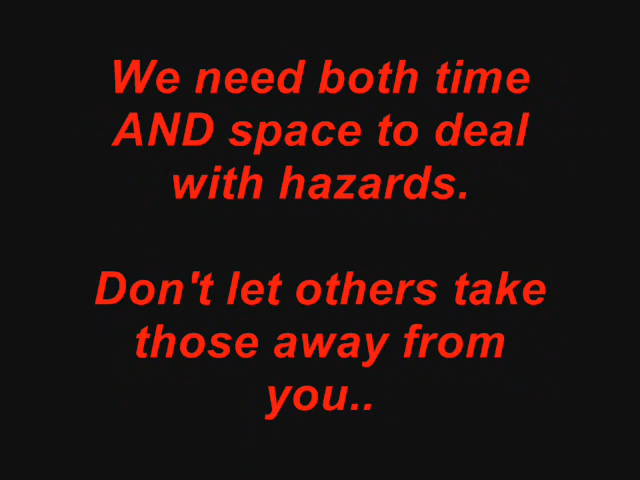 We need both time
AND space to deal
with hazards.
Don't let others take
those away from
you..